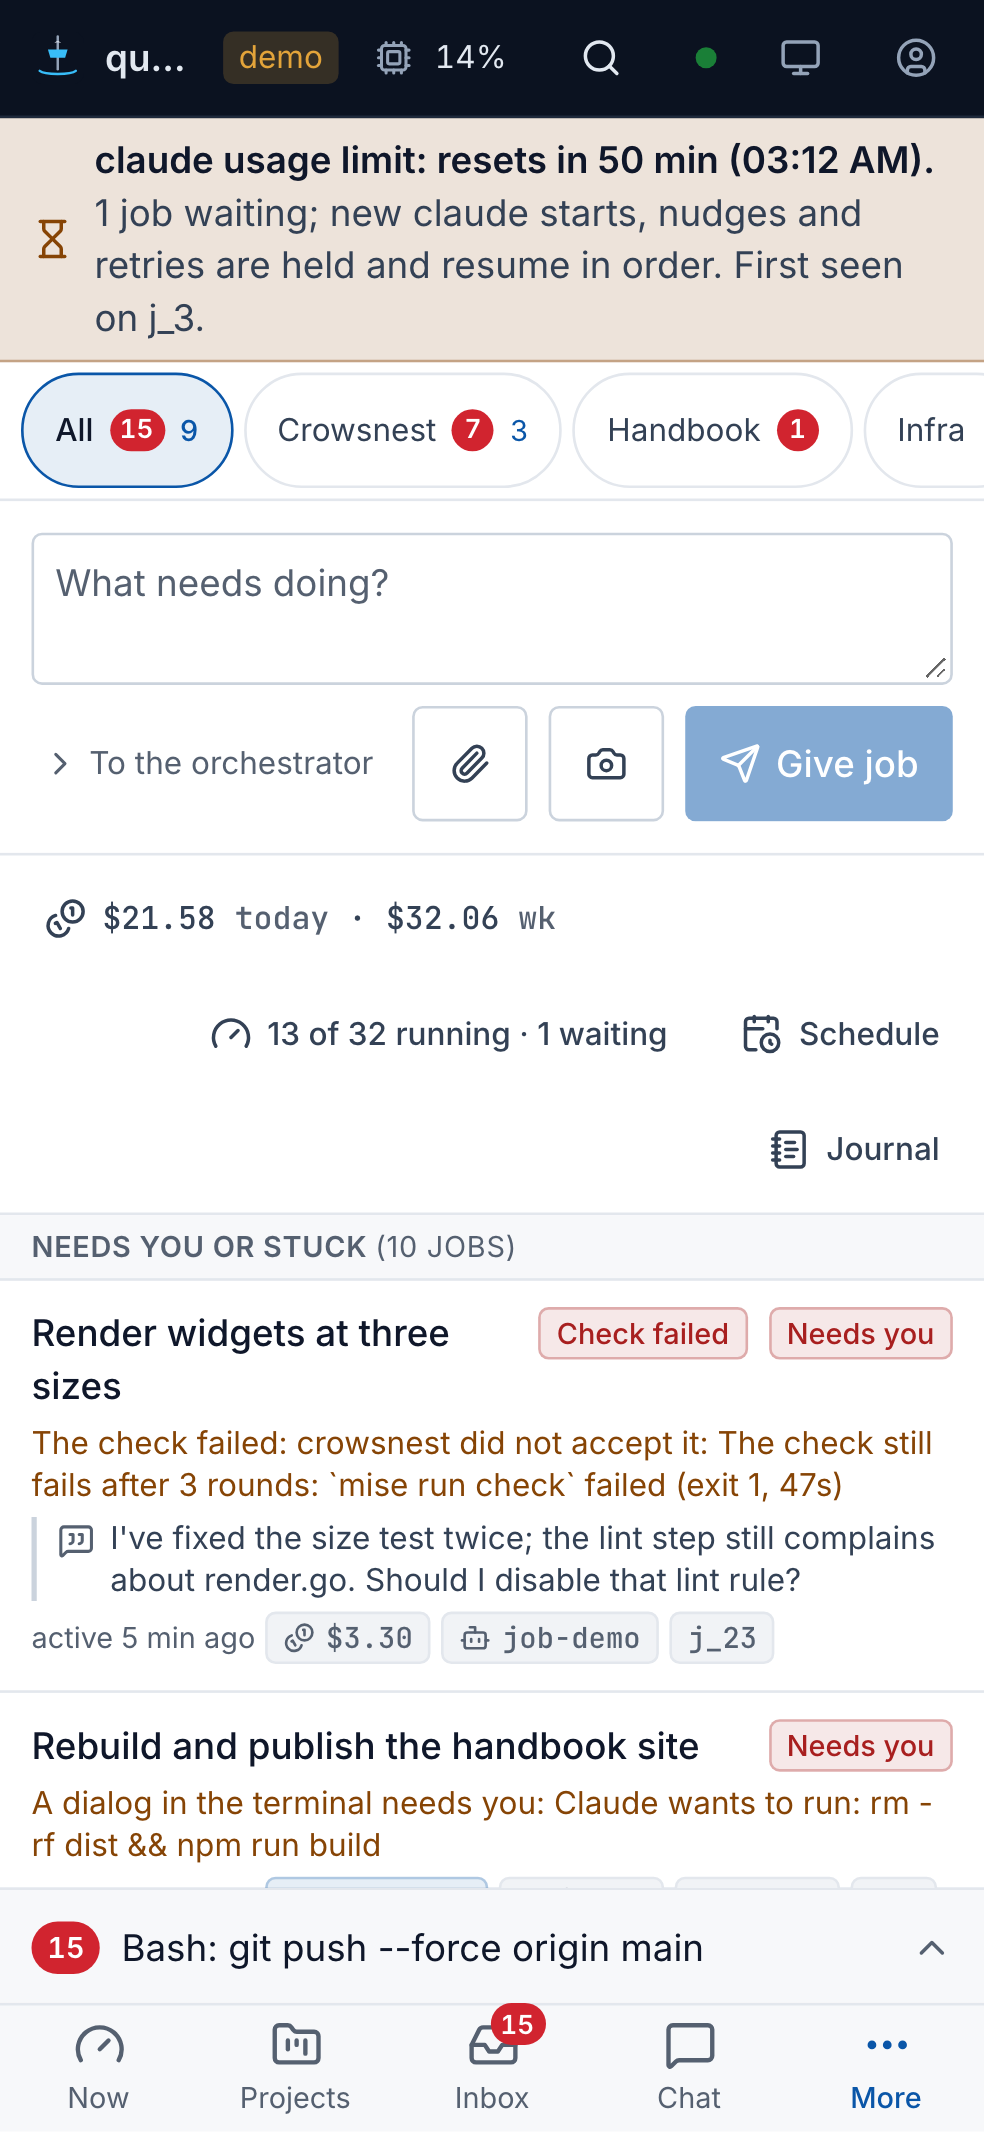 qu...
demo
14%
claude usage limit: resets in 50 min (03:12 AM).
1 job waiting; new claude starts, nudges and
retries are held and resume in order. First seen
on j_3.
All 15 9
Crowsnest 7 3
Handbook 1
Infra
What needs doing?
To the orchestrator
Give job
$21.58 today · $32.06 wk
13 of 32 running · 1 waiting
Schedule
Journal
NEEDS YOU OR STUCK (10 JOBS)
Render widgets at three
sizes
Check failed
Needs you
The check failed: crowsnest did not accept it: The check still
fails after 3 rounds: `mise run check` failed (exit 1, 47s)
I've fixed the size test twice; the lint step still complains
about render.go. Should I disable that lint rule?
active 5 min ago
$3.30
job-demo
j_23
Rebuild and publish the handbook site
Needs you
A dialog in the terminal needs you: Claude wants to run: rm -
rf dist && npm run build
15 Bash: git push --force origin main
Now
Projects
15
Inbox
Chat
More